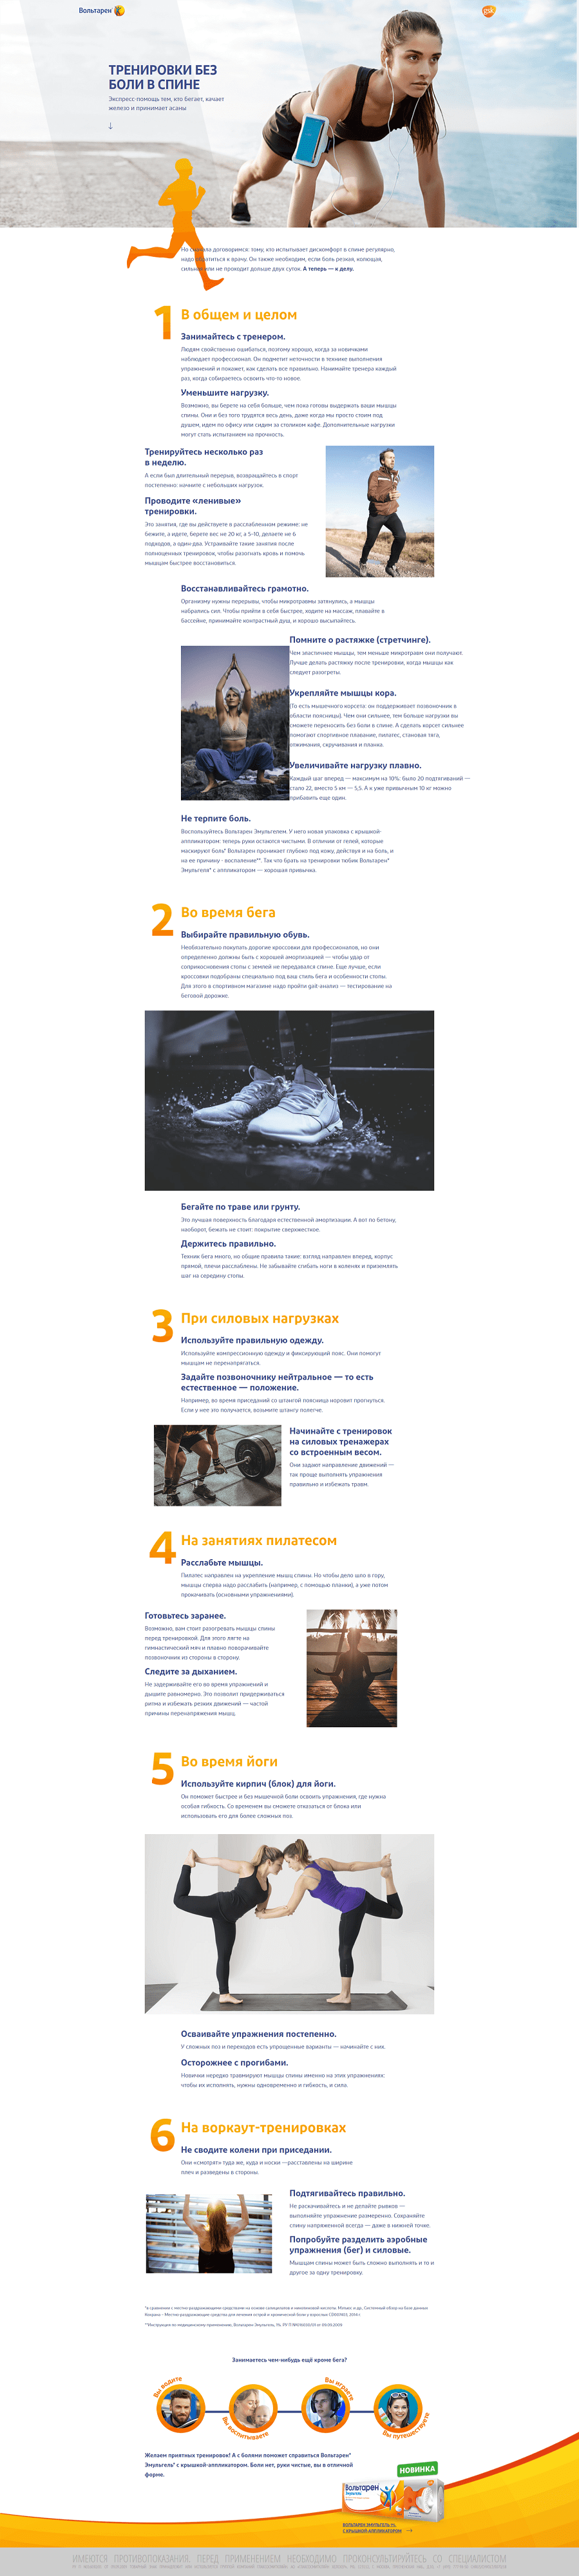 Вольтарен
gsk
ТРЕНИРОВКИ БЕЗ
БОЛИ В СПИНЕ
Экспресс-помощь тем, кто бегает, качает
железо и принимает асаны
Но сначала договоримся: тому, кто испытывает дискомфорт в спине регулярно,
надо обратиться к врачу. Он также необходим, если боль резкая, колющая,
сильная или не проходит дольше двух суток. А теперь — к делу.
1 В общем и целом
Занимайтесь с тренером.
Людям свойственно ошибаться, поэтому хорошо, когда за новичками
наблюдает профессионал. Он подметит неточности в технике выполнения
упражнений и покажет, как сделать все правильно. Нанимайте тренера каждый
раз, когда собираетесь освоить что-то новое.
Уменьшите нагрузку.
Возможно, вы берете на себя больше, чем пока готовы выдержать ваши мышцы
спины. Они и без того трудятся весь день, даже когда мы просто стоим под
душем, идем по офису или сидим за столиком кафе. Дополнительные нагрузки
могут стать испытанием на прочность.
Тренируйтесь несколько раз
в неделю.
А если был длительный перерыв, возвращайтесь в спорт
постепенно: начните с небольших нагрузок.
Проводите «ленивые»
тренировки.
Это занятия, где вы действуете в расслабленном режиме: не
бежите, а идете, берете вес не 20 кг, а 5-10, делаете не 6
подходов, а один-два. Устраивайте такие занятия после
полноценных тренировок, чтобы разогнать кровь и помочь
мышцам быстрее восстановиться.
Восстанавливайтесь грамотно.
Организму нужны перерывы, чтобы микротравмы затянулись, а мышцы
набрались сил. Чтобы прийти в себя быстрее, ходите на массаж, плавайте в
бассейне, принимайте контрастный душ, и хорошо высыпайтесь.
Помните о растяжке (стретчинге).
Чем эластичнее мышцы, тем меньше микротравм они получают.
Лучше делать растяжку после тренировки, когда мышцы как
следует разогреты.
Укрепляйте мышцы кора.
(То есть мышечного корсета: он поддерживает позвоночник в
области поясницы). Чем они сильнее, тем больше нагрузки вы
сможете переносить без боли в спине. А сделать корсет сильнее
помогают спортивное плавание, пилатес, становая тяга,
отжимания, скручивания и планка.
Увеличивайте нагрузку плавно.
Каждый шаг вперед — максимум на 10%: было 20 подтягиваний —
стало 22, вместо 5 км — 5,5. А к уже привычным 10 кг можно
прибавить еще один.
Не терпите боль.
Воспользуйтесь Вольтарен Эмульгелем. У него новая упаковка с крышкой-
аппликатором: теперь руки остаются чистыми. В отличии от гелей, которые
маскируют боль* Вольтарен проникает глубоко под кожу, действуя и на боль, и
на ее причину - воспаление**. Так что брать на тренировки тюбик Вольтарен®
Эмульгеля® с аппликатором — хорошая привычка.
2 Во время бега
Выбирайте правильную обувь.
Необязательно покупать дорогие кроссовки для профессионалов, но они
определенно должны быть с хорошей амортизацией — чтобы удар от
соприкосновения стопы с землей не передавался спине. Еще лучше, если
кроссовки подобраны специально под ваш стиль бега и особенности стопы.
Для этого в спортивном магазине надо пройти gait-анализ — тестирование на
беговой дорожке.
Бегайте по траве или грунту.
Это лучшая поверхность благодаря естественной амортизации. А вот по бетону,
наоборот, бежать не стоит: покрытие сверхжесткое.
Держитесь правильно.
Техник бега много, но общие правила такие: взгляд направлен вперед, корпус
прямой, плечи расслаблены. Не забывайте сгибать ноги в коленях и приземлять
шаг на середину стопы.
3 При силовых нагрузках
Используйте правильную одежду.
Используйте компрессионную одежду и фиксирующий пояс. Они помогут
мышцам не перенапрягаться.
Задайте позвоночнику нейтральное — то есть
естественное — положение.
Например, во время приседаний со штангой поясница норовит прогнуться.
Если у нее это получается, возьмите штангу полегче.
Начинайте с тренировок
на силовых тренажерах
со встроенным весом.
Они задают направление движений —
так проще выполнять упражнения
правильно и избежать травм.
4 На занятиях пилатесом
Расслабьте мышцы.
Пилатес направлен на укрепление мышц спины. Но чтобы дело шло в гору,
мышцы сперва надо расслабить (например, с помощью планки), а уже потом
прокачивать (основными упражнениями).
Готовьтесь заранее.
Возможно, вам стоит разогревать мышцы спины
перед тренировкой. Для этого лягте на
гимнастический мяч и плавно поворачивайте
позвоночник из стороны в сторону.
Следите за дыханием.
Не задерживайте его во время упражнений и
дышите равномерно. Это позволит придерживаться
ритма и избежать резких движений — частой
причины перенапряжения мышц.
5 Во время йоги
Используйте кирпич (блок) для йоги.
Он поможет быстрее и без мышечной боли освоить упражнения, где нужна
особая гибкость. Со временем вы сможете отказаться от блока или
использовать его для более сложных поз.
Осваивайте упражнения постепенно.
У сложных поз и переходов есть упрощенные варианты — начинайте с них.
Осторожнее с прогибами.
Новички нередко травмируют мышцы спины именно на этих упражнениях:
чтобы их исполнять, нужны одновременно и гибкость, и сила.
6 На воркаут-тренировках
Не сводите колени при приседании.
Они «смотрят» туда же, куда и носки —расставлены на ширине
плеч и разведены в стороны.
Подтягивайтесь правильно.
Не раскачивайтесь и не делайте рывков —
выполняйте упражнение размеренно. Сохраняйте
спину напряженной всегда — даже в нижней точке.
Попробуйте разделить аэробные
упражнения (бег) и силовые.
Мышцам спины может быть сложно выполнять и то и
другое за одну тренировку.
Занимаетесь чем-нибудь ещё кроме бега?
Вы водите
Вы воспитываете
Вы играете
Вы путешествуете
Желаем приятных тренировок! А с болями поможет справиться Вольтарен®
Эмульгель® с крышкой-аппликатором. Боли нет, руки чистые, вы в отличной
форме.
НОВИНКА
Вольтарен
Эмульгель
ВОЛЬТАРЕН ЭМУЛЬГЕЛЬ 1%
С КРЫШКОЙ-АППЛИКАТОРОМ
ИМЕЮТСЯ ПРОТИВОПОКАЗАНИЯ. ПЕРЕД ПРИМЕНЕНИЕМ НЕОБХОДИМО ПРОКОНСУЛЬТИРУЙТЕСЬ СО СПЕЦИАЛИСТОМ